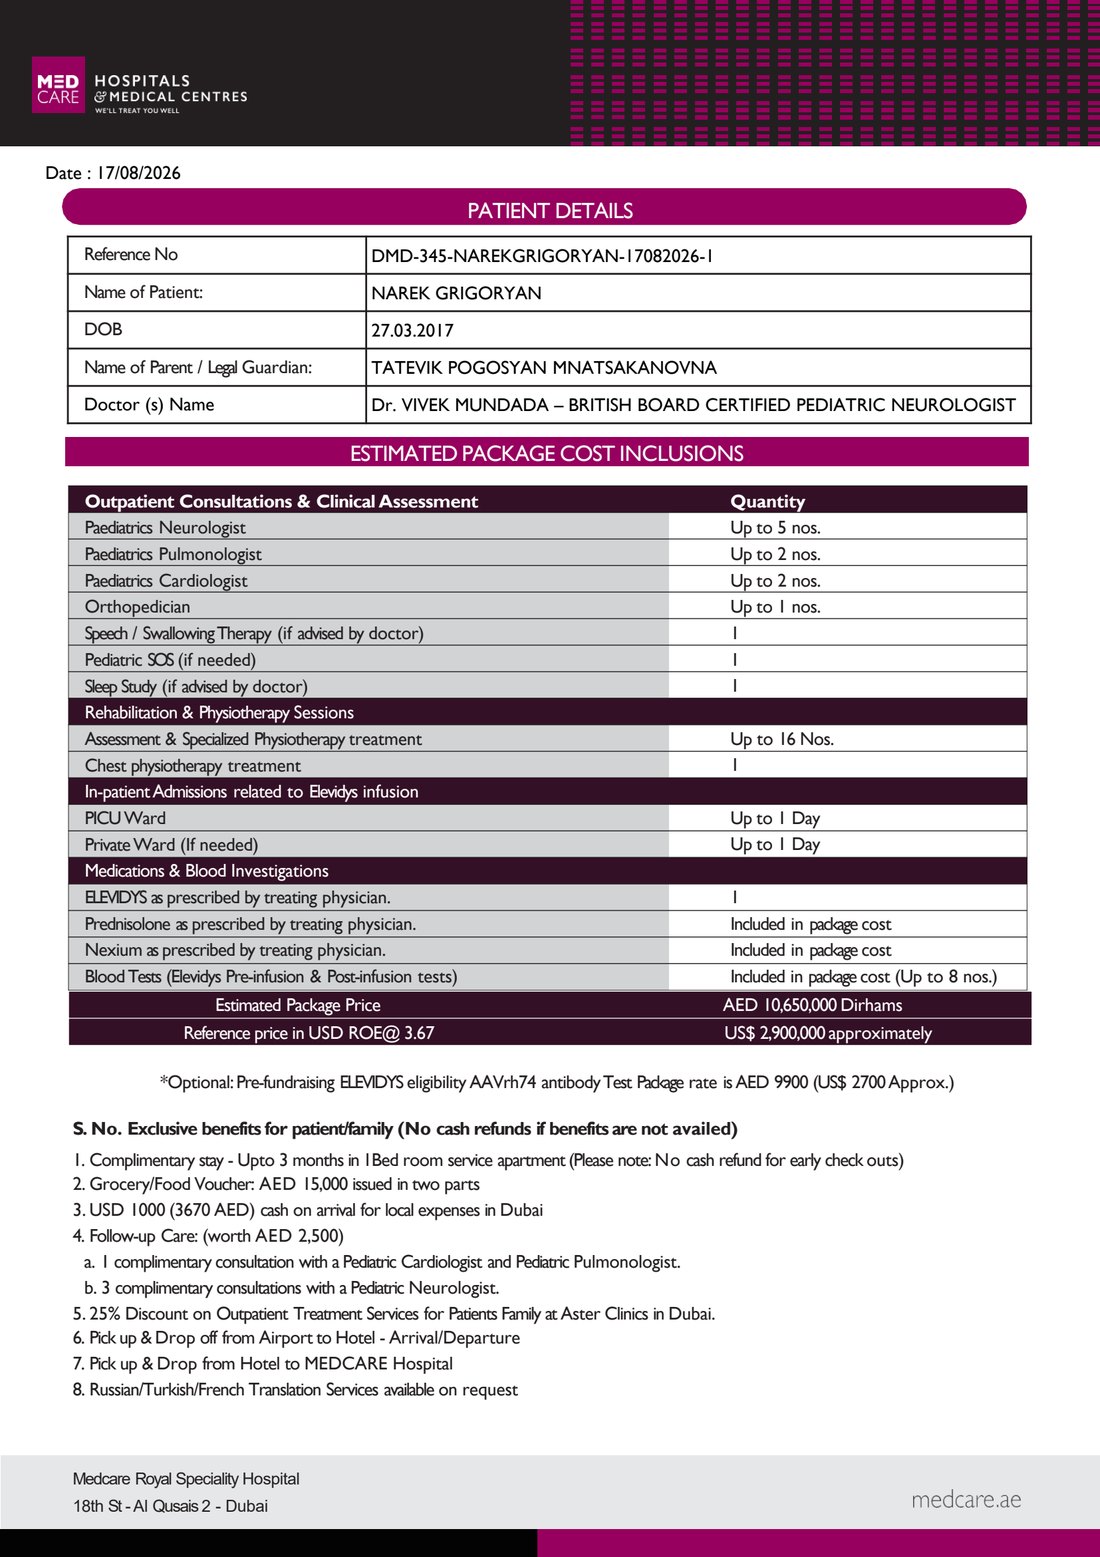 MED CARE
HOSPITALS
& MEDICAL CENTRES
WE'LL TREAT YOU WELL
Date : 17/08/2026
PATIENT DETAILS
Reference No DMD-345-NAREKGRIGORYAN-17082026-1
Name of Patient: NAREK GRIGORYAN
DOB 27.03.2017
Name of Parent / Legal Guardian: TATEVIK POGOSYAN MNATSAKANOVNA
Doctor (s) Name Dr. VIVEK MUNDADA – BRITISH BOARD CERTIFIED PEDIATRIC NEUROLOGIST
ESTIMATED PACKAGE COST INCLUSIONS
Outpatient Consultations & Clinical Assessment Quantity
Paediatrics Neurologist Up to 5 nos.
Paediatrics Pulmonologist Up to 2 nos.
Paediatrics Cardiologist Up to 2 nos.
Orthopedician Up to 1 nos.
Speech / Swallowing Therapy (if advised by doctor) 1
Pediatric SOS (if needed) 1
Sleep Study (if advised by doctor) 1
Rehabilitation & Physiotherapy Sessions
Assessment & Specialized Physiotherapy treatment Up to 16 Nos.
Chest physiotherapy treatment 1
In-patient Admissions related to Elevidys infusion
PICU Ward Up to 1 Day
Private Ward (If needed) Up to 1 Day
Medications & Blood Investigations
ELEVIDYS as prescribed by treating physician. 1
Prednisolone as prescribed by treating physician. Included in package cost
Nexium as prescribed by treating physician. Included in package cost
Blood Tests (Elevidys Pre-infusion & Post-infusion tests) Included in package cost (Up to 8 nos.)
Estimated Package Price AED 10,650,000 Dirhams
Reference price in USD ROE@ 3.67 US$ 2,900,000 approximately
*Optional: Pre-fundraising ELEVIDYS eligibility AAVrh74 antibody Test Package rate is AED 9900 (US$ 2700 Approx.)
S. No. Exclusive benefits for patient/family (No cash refunds if benefits are not availed)
1. Complimentary stay - Upto 3 months in 1Bed room service apartment (Please note: No cash refund for early check outs)
2. Grocery/Food Voucher: AED 15,000 issued in two parts
3. USD 1000 (3670 AED) cash on arrival for local expenses in Dubai
4. Follow-up Care: (worth AED 2,500)
a. 1 complimentary consultation with a Pediatric Cardiologist and Pediatric Pulmonologist.
b. 3 complimentary consultations with a Pediatric Neurologist.
5. 25% Discount on Outpatient Treatment Services for Patients Family at Aster Clinics in Dubai.
6. Pick up & Drop off from Airport to Hotel - Arrival/Departure
7. Pick up & Drop from Hotel to MEDCARE Hospital
8. Russian/Turkish/French Translation Services available on request
Medcare Royal Speciality Hospital
18th St - Al Qusais 2 - Dubai
medcare.ae